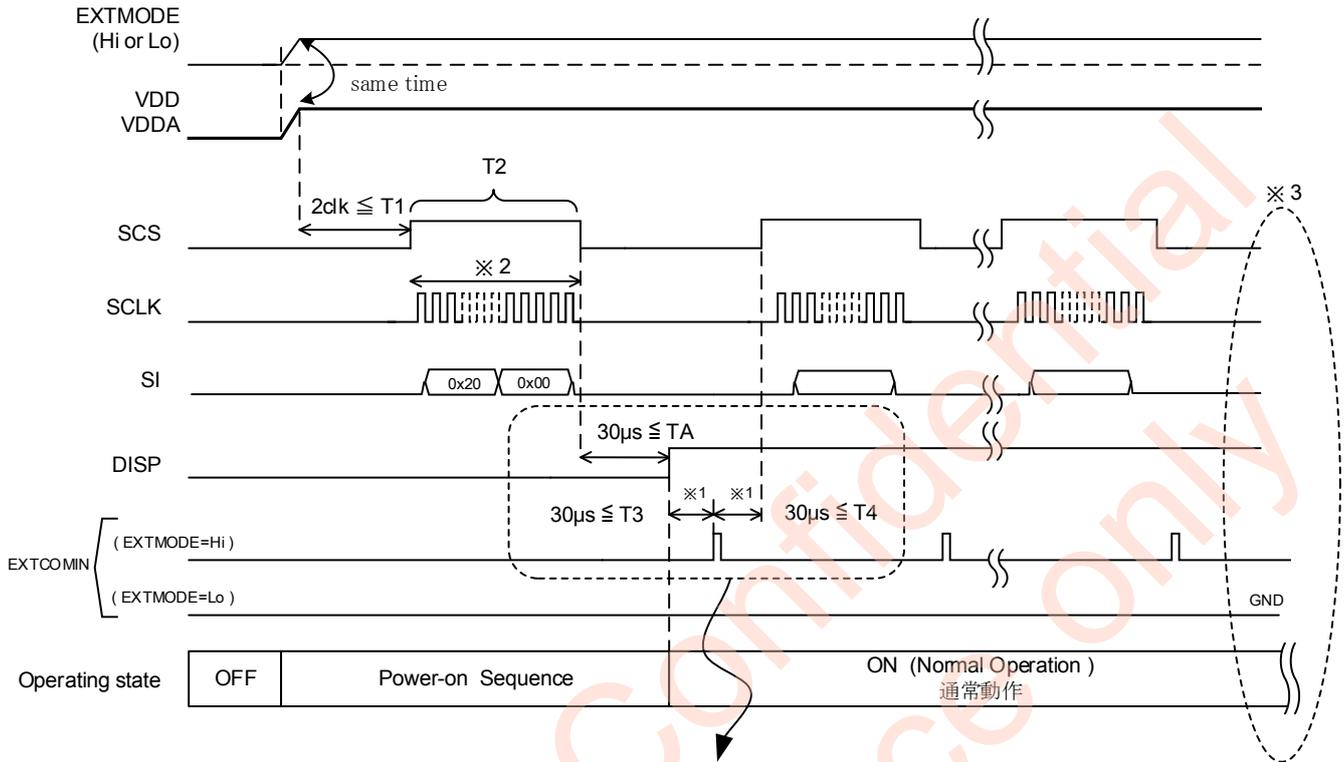 EXTMODE
(Hi or Lo)
same time
VDD
VDDA
T2
※ 3
2clk ≦ T1
SCS
※ 2
SCLK
SI
0x20
0x00
30µs ≦ TA
DISP
※1
※1
30µs ≦ T3
30µs ≦ T4
( EXTMODE=Hi )
EXTCOMIN
( EXTMODE=Lo )
GND
Operating state
OFF
Power-on Sequence
ON (Normal Operation )
通常動作
Confidential
ce only